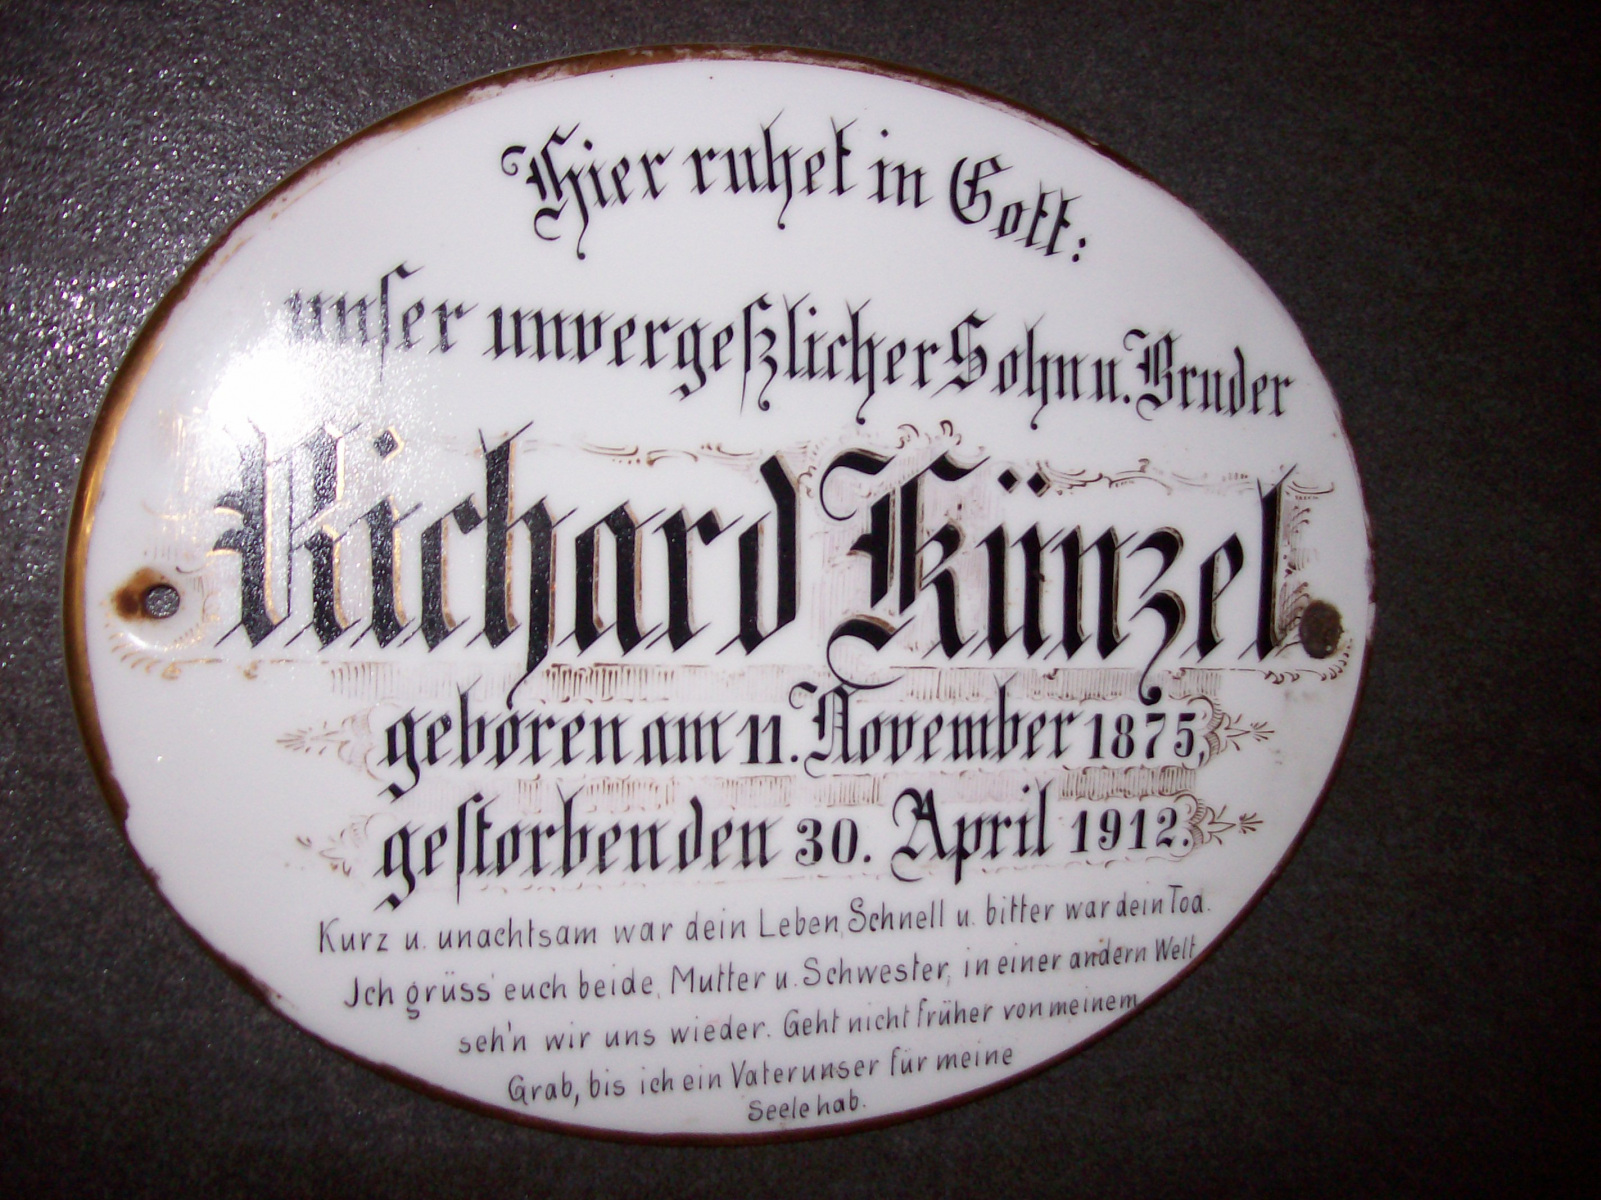 Hier ruhet in Gott:
unser unvergeßlicher Sohn u. Bruder
Richard Künzel.
geboren am 11. November 1875,
gestorben den 30. April 1912.
Kurz u. unachtsam war dein Leben, Schnell u. bitter war dein Tod.
Jch grüss' euch beide, Mutter u. Schwester, in einer andern Welt
seh'n wir uns wieder. Geht nicht früher von meinem
Grab, bis ich ein Vaterunser für meine
Seele hab.